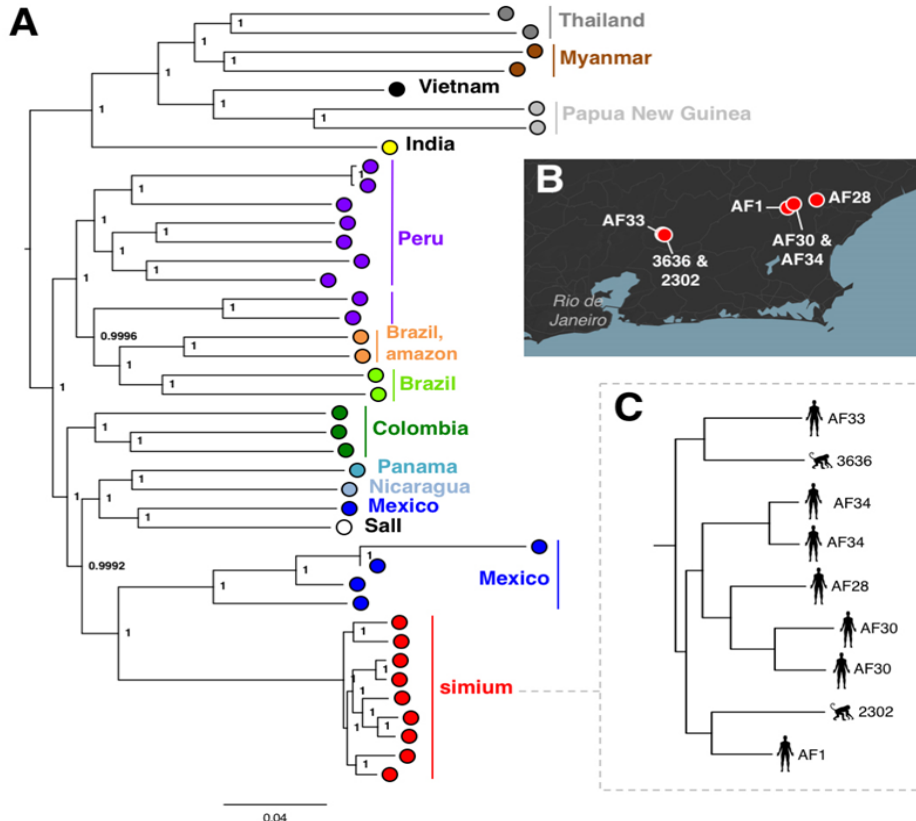 A
Thailand
1
1
Myanmar
1
1
Vietnam
1
1
Papua New Guinea
1
1
India
1
1
1
1
Peru
1
1
1
1
1
0.9996
Brazil,
amazon
1
1
Brazil
1
1
1
Colombia
1
1
Panama
1
Nicaragua
1
Mexico
1
Sall
0.9992
1
1
Mexico
1
1
1
1
1
simium
1
1
1
1
0.04
B
AF33
3636 &
2302
AF1
AF28
AF30 &
AF34
Rio de
Janeiro
C
AF33
3636
AF34
AF34
AF28
AF30
AF30
2302
AF1